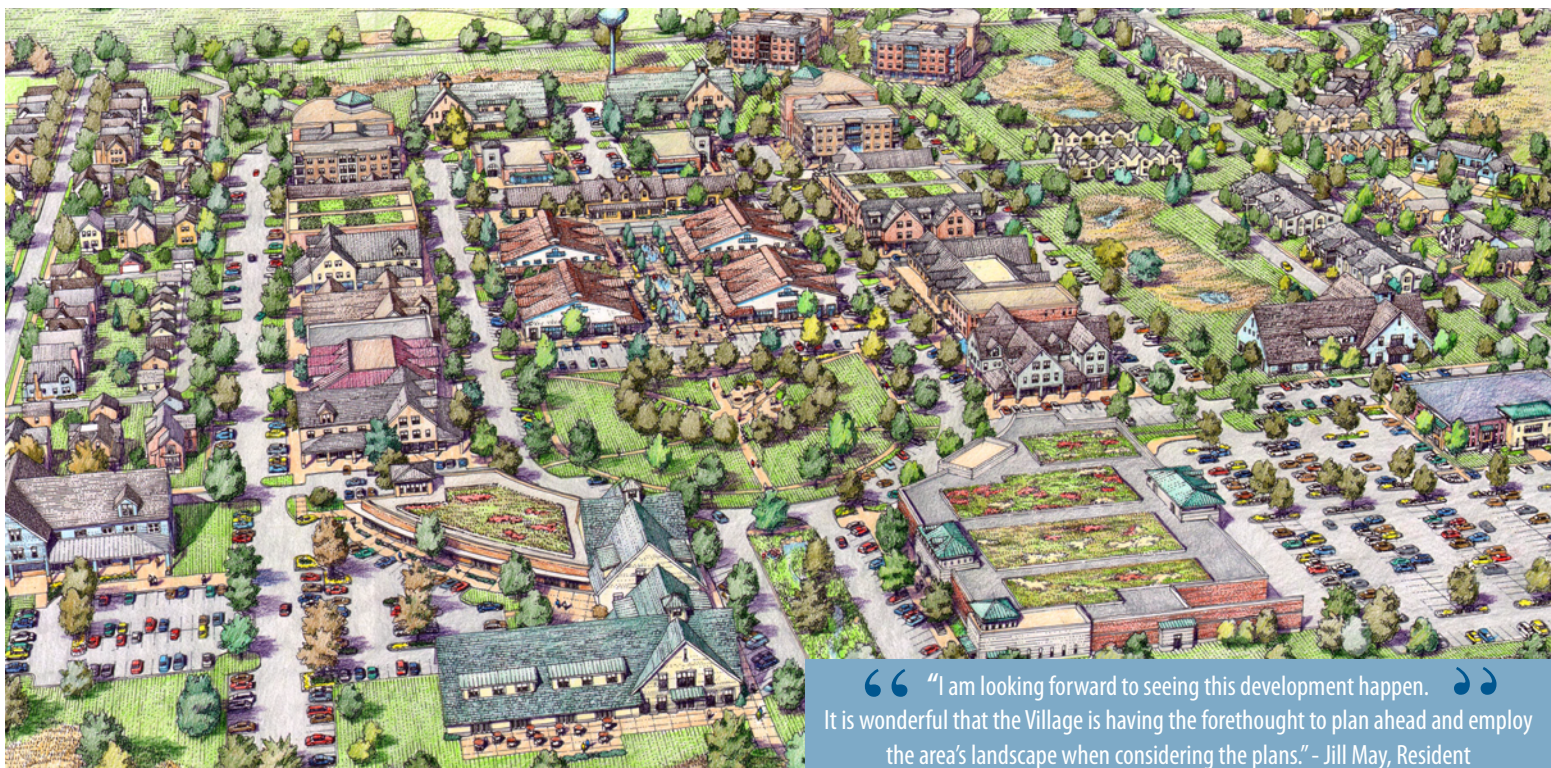 “ “I am looking forward to seeing this development happen. ”
It is wonderful that the Village is having the forethought to plan ahead and employ
the area’s landscape when considering the plans.” - Jill May, Resident